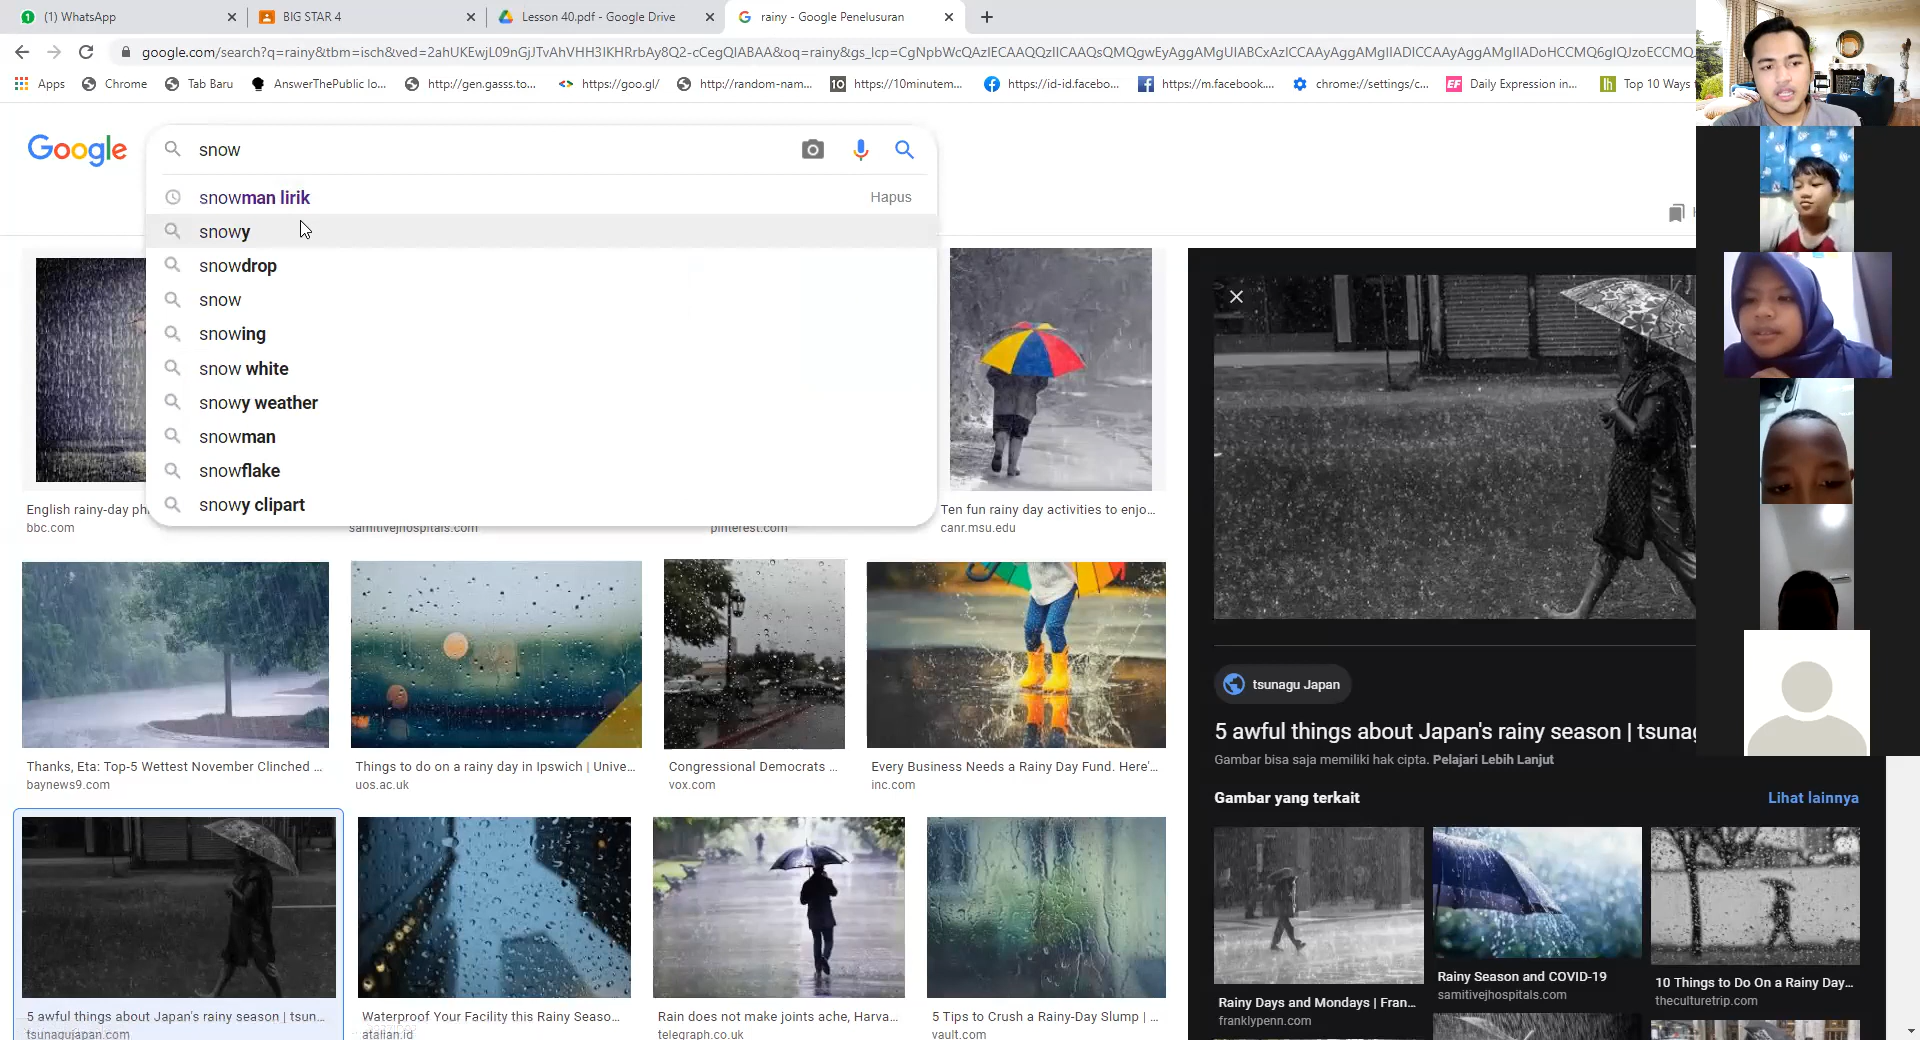 (1) WhatsApp
BIG STAR 4
Lesson 40.pdf - Google Drive
rainy - Google Penelusuran
google.com/search?q=rainy&tbm=isch&ved=2ahUKEwjL09nGjJTvAhVHH3IKHRrbAy8Q2-cCegQIABAA&oq=rainy&gs_lcp=CgNpbWcQAzIECAAQQzIICAAQsQMQgwEyAggAMgUIABCxAzICCAAyAggAMgIIADICCAAyAggAMgIIADoHCCMQ6gIQJzoECCMQ
Apps
Chrome
Tab Baru
AnswerThePublic lo...
http://gen.gasss.to...
https://goo.gl/
http://random-nam...
10
https://10minutem...
https://id-id.facebo...
https://m.facebook....
chrome://settings/c...
EF
Daily Expression in...
lh
Top 10 Ways
Google
snow
snowman lirik
Hapus
snowy
snowdrop
snow
snowing
snow white
snowy weather
snowman
snowflake
snowy clipart
English rainy-day ph
bbc.com
samitivejhospitals.com
pinterest.com
Ten fun rainy day activities to enjo...
canr.msu.edu
Thanks, Eta: Top-5 Wettest November Clinched ...
baynews9.com
Things to do on a rainy day in Ipswich | Unive...
uos.ac.uk
Congressional Democrats ...
vox.com
Every Business Needs a Rainy Day Fund. Here'...
inc.com
5 awful things about Japan's rainy season | tsun...
tsunagujapan.com
Waterproof Your Facility this Rainy Seaso...
atalian.id
Rain does not make joints ache, Harva...
telegraph.co.uk
5 Tips to Crush a Rainy-Day Slump | ...
vault.com
tsunagu Japan
5 awful things about Japan's rainy season | tsunag
Gambar bisa saja memiliki hak cipta. Pelajari Lebih Lanjut
Gambar yang terkait
Lihat lainnya
Rainy Days and Mondays | Fran...
franklypenn.com
Rainy Season and COVID-19
samitivejhospitals.com
10 Things to Do On a Rainy Day...
theculturetrip.com